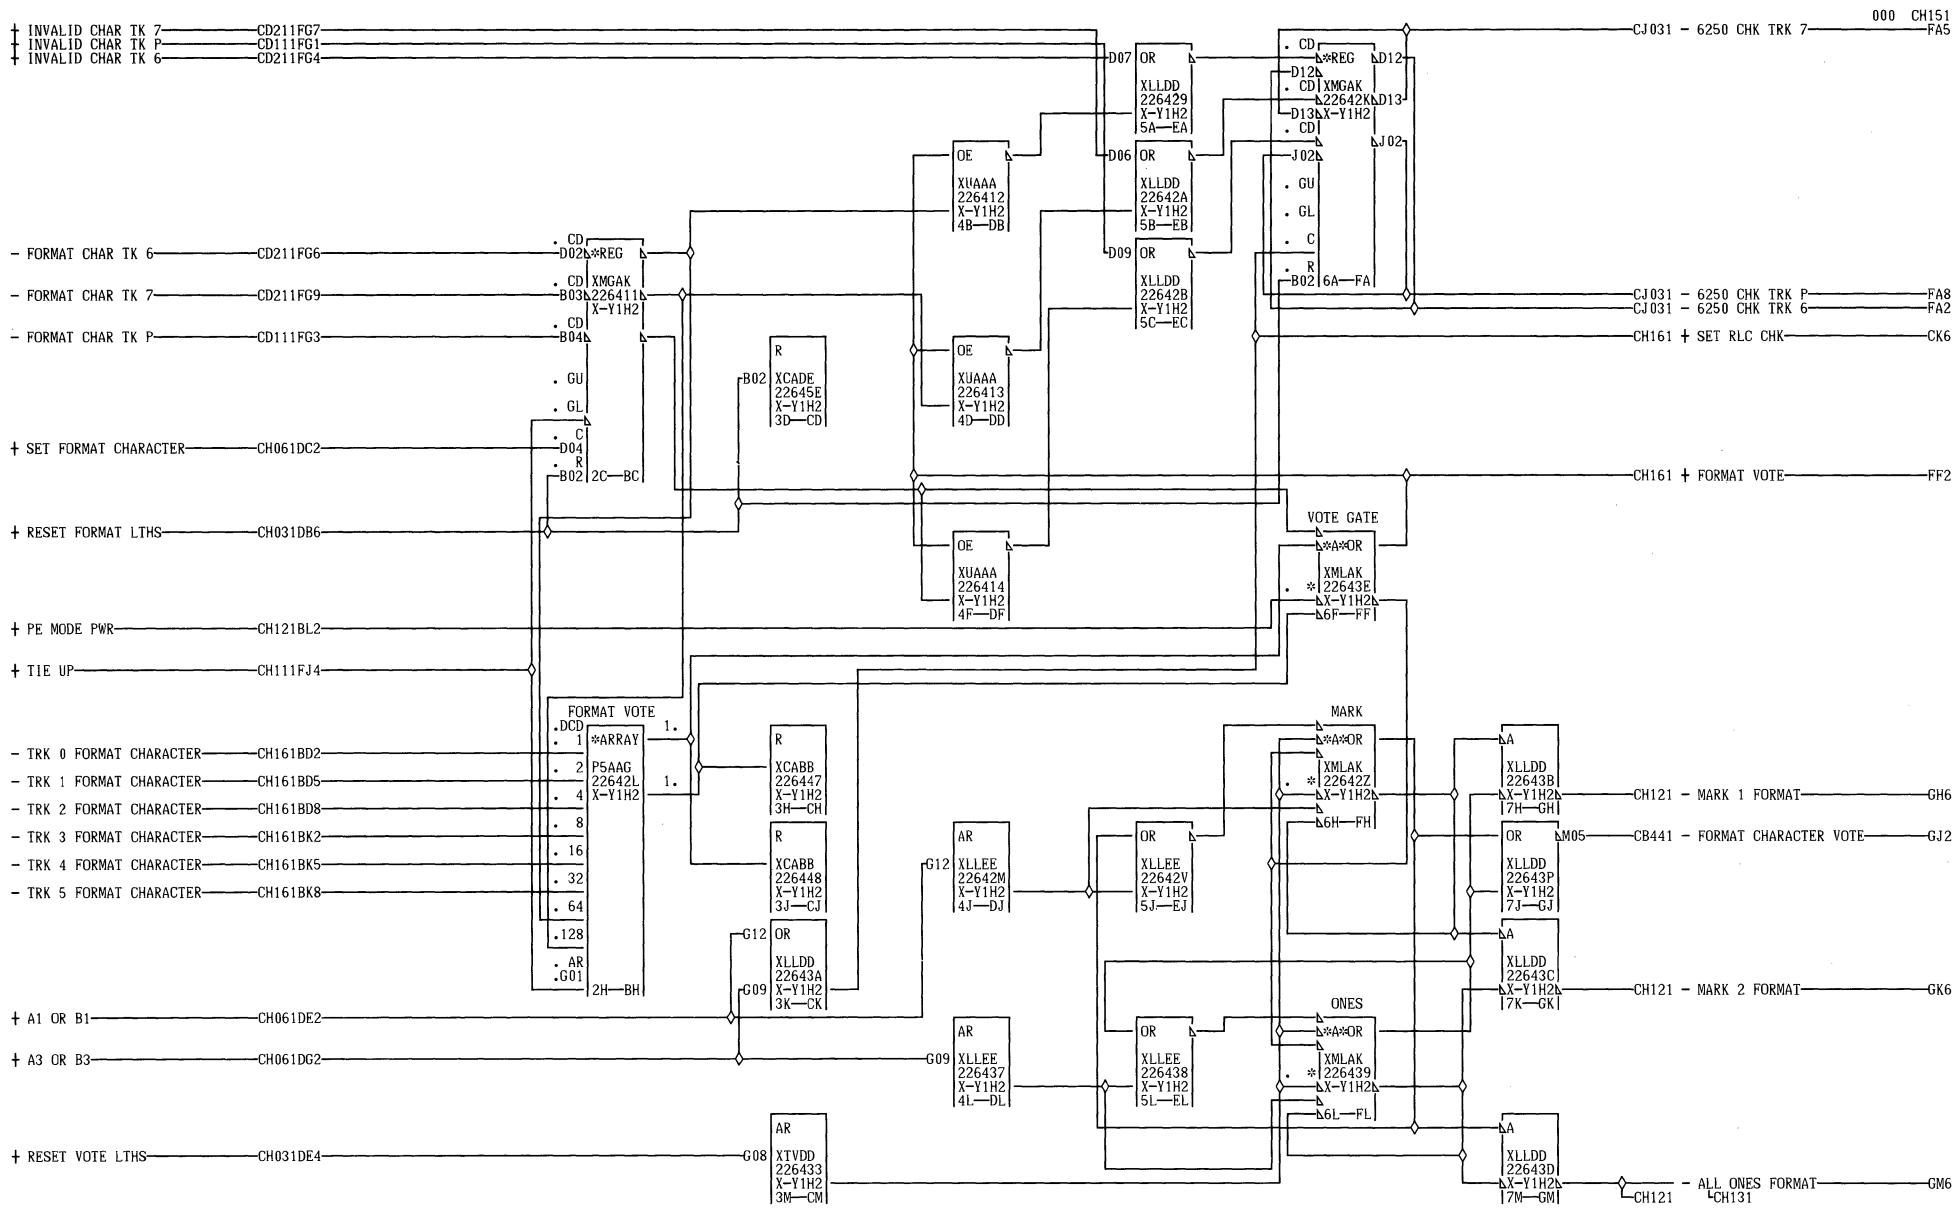 000 CH151
+ INVALID CHAR TK 7 CD211FG7
+ INVALID CHAR TK P CD111FG1
+ INVALID CHAR TK 6 CD211FG4
CJ031 - 6250 CHK TRK 7 FA5
D07 OR
XLLDD
226429
X-Y1H2
5A EA
. CD
*REG D12
D12
. CD XMGAK
22642K D13
D13 X-Y1H2
. CD
J02
J02
. GU
. GL
. C
. R
B02 6A FA
OE
XUAAA
226412
X-Y1H2
4B DB
D06 OR
XLLDD
22642A
X-Y1H2
5B EB
D09 OR
XLLDD
22642B
X-Y1H2
5C EC
- FORMAT CHAR TK 6 CD211FG6
- FORMAT CHAR TK 7 CD211FG9
- FORMAT CHAR TK P CD111FG3
. CD
D02 *REG
. CD XMGAK
B03 226411
X-Y1H2
. CD
B04
. GU
. GL
. C
D04
. R
B02 2C BC
CJ031 - 6250 CHK TRK P FA8
CJ031 - 6250 CHK TRK 6 FA2
CH161 + SET RLC CHK CK6
R
B02 XCADE
22645E
X-Y1H2
3D CD
OE
XUAAA
226413
X-Y1H2
4D DD
+ SET FORMAT CHARACTER CH061DC2
CH161 + FORMAT VOTE FF2
+ RESET FORMAT LTHS CH031DB6
OE
XUAAA
226414
X-Y1H2
4F DF
VOTE GATE
*A*OR
XMLAK
. * 22643E
X-Y1H2
6F FF
+ PE MODE PWR CH121BL2
+ TIE UP CH111FJ4
FORMAT VOTE
.DCD 1.
. 1 *ARRAY
. 2 P5AAG
22642L 1.
. 4 X-Y1H2
. 8
. 16
. 32
. 64
.128
. AR
.G01
2H BH
- TRK 0 FORMAT CHARACTER CH161BD2
- TRK 1 FORMAT CHARACTER CH161BD5
- TRK 2 FORMAT CHARACTER CH161BD8
- TRK 3 FORMAT CHARACTER CH161BK2
- TRK 4 FORMAT CHARACTER CH161BK5
- TRK 5 FORMAT CHARACTER CH161BK8
R
XCABB
226447
X-Y1H2
3H CH
R
XCABB
226448
X-Y1H2
3J CJ
G12 OR
XLLDD
22643A
G09 X-Y1H2
3K CK
AR
G12 XLLEE
22642M
X-Y1H2
4J DJ
OR
XLLEE
22642V
X-Y1H2
5J EJ
MARK
*A*OR
XMLAK
. * 22642Z
X-Y1H2
6H FH
A
XLLDD
22643B
X-Y1H2
7H GH
CH121 - MARK 1 FORMAT GH6
OR M05
XLLDD
22643P
X-Y1H2
7J GJ
CB441 - FORMAT CHARACTER VOTE GJ2
A
XLLDD
22643C
X-Y1H2
7K GK
CH121 - MARK 2 FORMAT GK6
+ A1 OR B1 CH061DE2
+ A3 OR B3 CH061DG2
AR
G09 XLLEE
226437
X-Y1H2
4L DL
OR
XLLEE
226438
X-Y1H2
5L EL
ONES
*A*OR
XMLAK
. * 226439
X-Y1H2
6L FL
+ RESET VOTE LTHS CH031DE4
AR
G08 XTVDD
226433
X-Y1H2
3M CM
A
XLLDD
22643D
X-Y1H2
7M GM
- ALL ONES FORMAT GM6
CH121 CH131